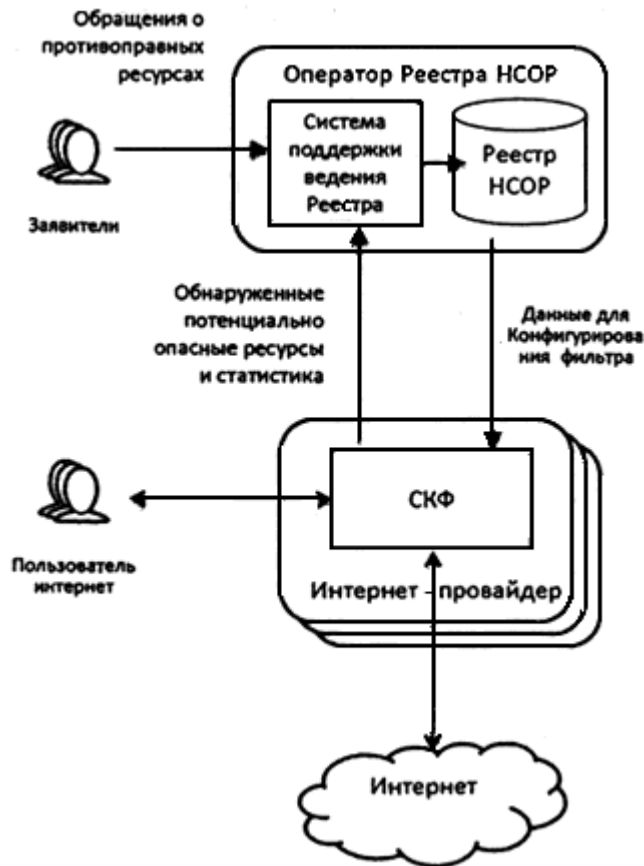 Обращения о
противоправных
ресурсах
Оператор Реестра НСОР
Система
поддержки
ведения
Реестра
Реестр
НСОР
Заявители
Обнаруженные
потенциально
опасные ресурсы
и статистика
Данные для
Конфигурирова
ния фильтра
СКФ
Пользователь
интернет
Интернет - провайдер
Интернет